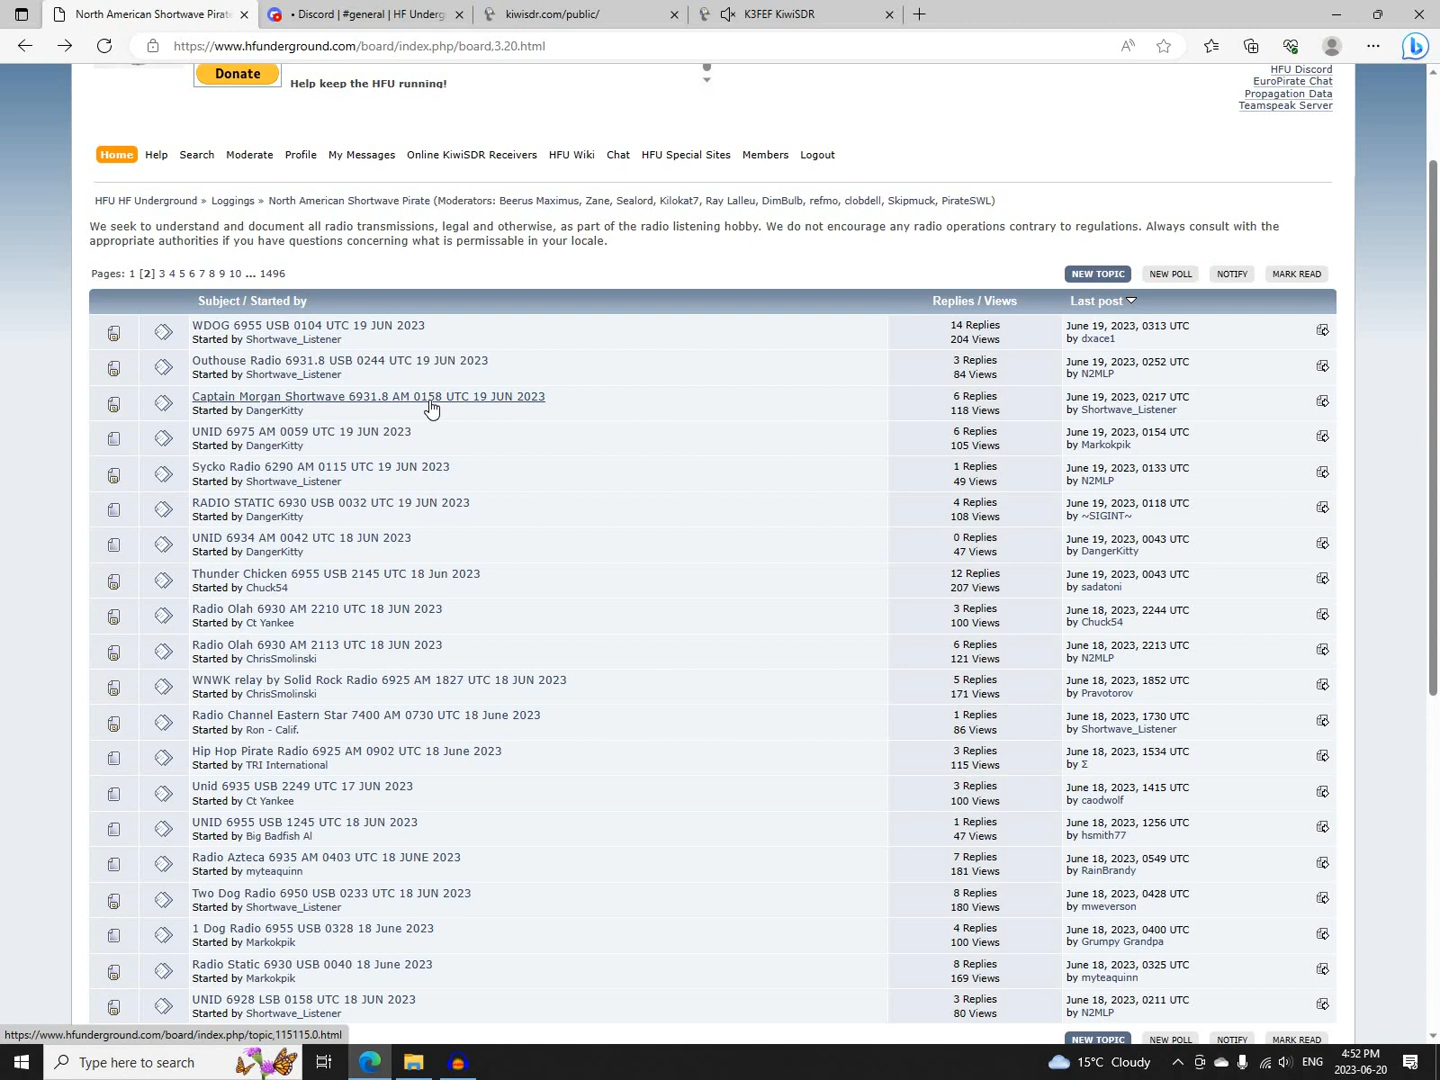 North American Shortwave Pirate
• Discord | #general | HF Underg
kiwisdr.com/public/
K3FEF KiwiSDR
https://www.hfunderground.com/board/index.php/board,3.20.html
Donate
Help keep the HFU running!
HFU Discord
EuroPirate Chat
Propagation Data
Teamspeak Server
Home Help Search Moderate Profile My Messages Online KiwiSDR Receivers HFU Wiki Chat HFU Special Sites Members Logout
HFU HF Underground » Loggings » North American Shortwave Pirate (Moderators: Beerus Maximus, Zane, Sealord, Kilokat7, Ray Lalleu, DimBulb, refmo, clobdell, Skipmuck, PirateSWL)
We seek to understand and document all radio transmissions, legal and otherwise, as part of the radio listening hobby. We do not encourage any radio operations contrary to regulations. Always consult with the
appropriate authorities if you have questions concerning what is permissable in your locale.
Pages: 1 [2] 3 4 5 6 7 8 9 10 ... 1496
NEW TOPIC NEW POLL NOTIFY MARK READ
Subject / Started by Replies / Views Last post
WDOG 6955 USB 0104 UTC 19 JUN 2023 14 Replies June 19, 2023, 0313 UTC
Started by Shortwave_Listener 204 Views by dxace1
Outhouse Radio 6931.8 USB 0244 UTC 19 JUN 2023 3 Replies June 19, 2023, 0252 UTC
Started by Shortwave_Listener 84 Views by N2MLP
Captain Morgan Shortwave 6931.8 AM 0158 UTC 19 JUN 2023 6 Replies June 19, 2023, 0217 UTC
Started by DangerKitty 118 Views by Shortwave_Listener
UNID 6975 AM 0059 UTC 19 JUN 2023 6 Replies June 19, 2023, 0154 UTC
Started by DangerKitty 105 Views by Markokpik
Sycko Radio 6290 AM 0115 UTC 19 JUN 2023 1 Replies June 19, 2023, 0133 UTC
Started by Shortwave_Listener 49 Views by N2MLP
RADIO STATIC 6930 USB 0032 UTC 19 JUN 2023 4 Replies June 19, 2023, 0118 UTC
Started by DangerKitty 108 Views by ~SIGINT~
UNID 6934 AM 0042 UTC 18 JUN 2023 0 Replies June 19, 2023, 0043 UTC
Started by DangerKitty 47 Views by DangerKitty
Thunder Chicken 6955 USB 2145 UTC 18 Jun 2023 12 Replies June 19, 2023, 0043 UTC
Started by Chuck54 207 Views by sadatoni
Radio Olah 6930 AM 2210 UTC 18 JUN 2023 3 Replies June 18, 2023, 2244 UTC
Started by Ct Yankee 100 Views by Chuck54
Radio Olah 6930 AM 2113 UTC 18 JUN 2023 6 Replies June 18, 2023, 2213 UTC
Started by ChrisSmolinski 121 Views by N2MLP
WNWK relay by Solid Rock Radio 6925 AM 1827 UTC 18 JUN 2023 5 Replies June 18, 2023, 1852 UTC
Started by ChrisSmolinski 171 Views by Pravotorov
Radio Channel Eastern Star 7400 AM 0730 UTC 18 June 2023 1 Replies June 18, 2023, 1730 UTC
Started by Ron - Calif. 86 Views by Shortwave_Listener
Hip Hop Pirate Radio 6925 AM 0902 UTC 18 June 2023 3 Replies June 18, 2023, 1534 UTC
Started by TRI International 115 Views by Σ
Unid 6935 USB 2249 UTC 17 JUN 2023 3 Replies June 18, 2023, 1415 UTC
Started by Ct Yankee 100 Views by caodwolf
UNID 6955 USB 1245 UTC 18 JUN 2023 1 Replies June 18, 2023, 1256 UTC
Started by Big Badfish Al 47 Views by hsmith77
Radio Azteca 6935 AM 0403 UTC 18 JUNE 2023 7 Replies June 18, 2023, 0549 UTC
Started by myteaquinn 181 Views by RainBrandy
Two Dog Radio 6950 USB 0233 UTC 18 JUN 2023 8 Replies June 18, 2023, 0428 UTC
Started by Shortwave_Listener 180 Views by mweverson
1 Dog Radio 6955 USB 0328 18 June 2023 4 Replies June 18, 2023, 0400 UTC
Started by Markokpik 100 Views by Grumpy Grandpa
Radio Static 6930 USB 0040 18 June 2023 8 Replies June 18, 2023, 0325 UTC
Started by Markokpik 169 Views by myteaquinn
UNID 6928 LSB 0158 UTC 18 JUN 2023 3 Replies June 18, 2023, 0211 UTC
Started by Shortwave_Listener 80 Views by N2MLP
https://www.hfunderground.com/board/index.php/topic,115115.0.html
NEW TOPIC NEW POLL NOTIFY MARK READ
Type here to search
15°C Cloudy
ENG
4:52 PM
2023-06-20